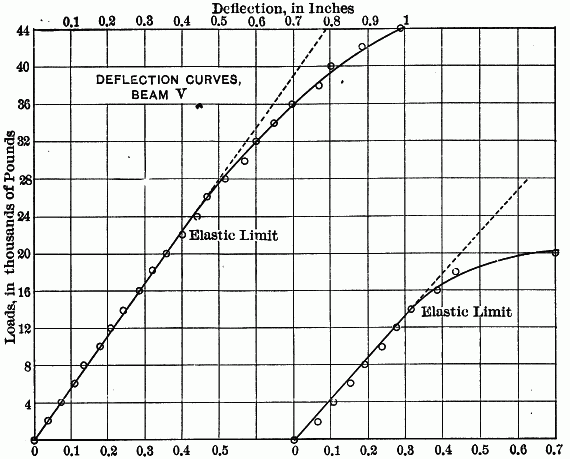 Deflection, in Inches
0.1 0.2 0.3 0.4 0.5 0.6 0.7 0.8 0.9 1
DEFLECTION CURVES,
BEAM V
Loads, in thousands of Pounds
44
40
36
32
28
24
20
16
12
8
4
Elastic Limit
Elastic Limit
0 0.1 0.2 0.3 0.4 0.5 0 0.1 0.2 0.3 0.4 0.5 0.6 0.7